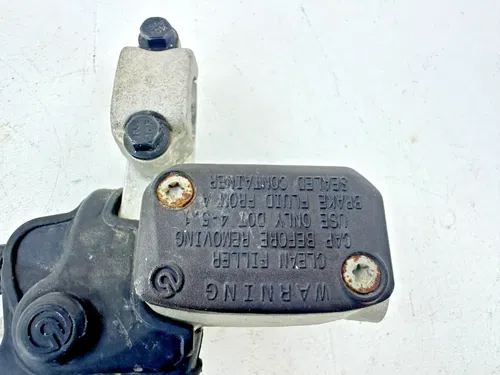 WARNING
CLEAN FILLER
CAP BEFORE REMOVING
USE ONLY DOT 4-5.1
BRAKE FLUID FROM A
SEALED CONTAINER